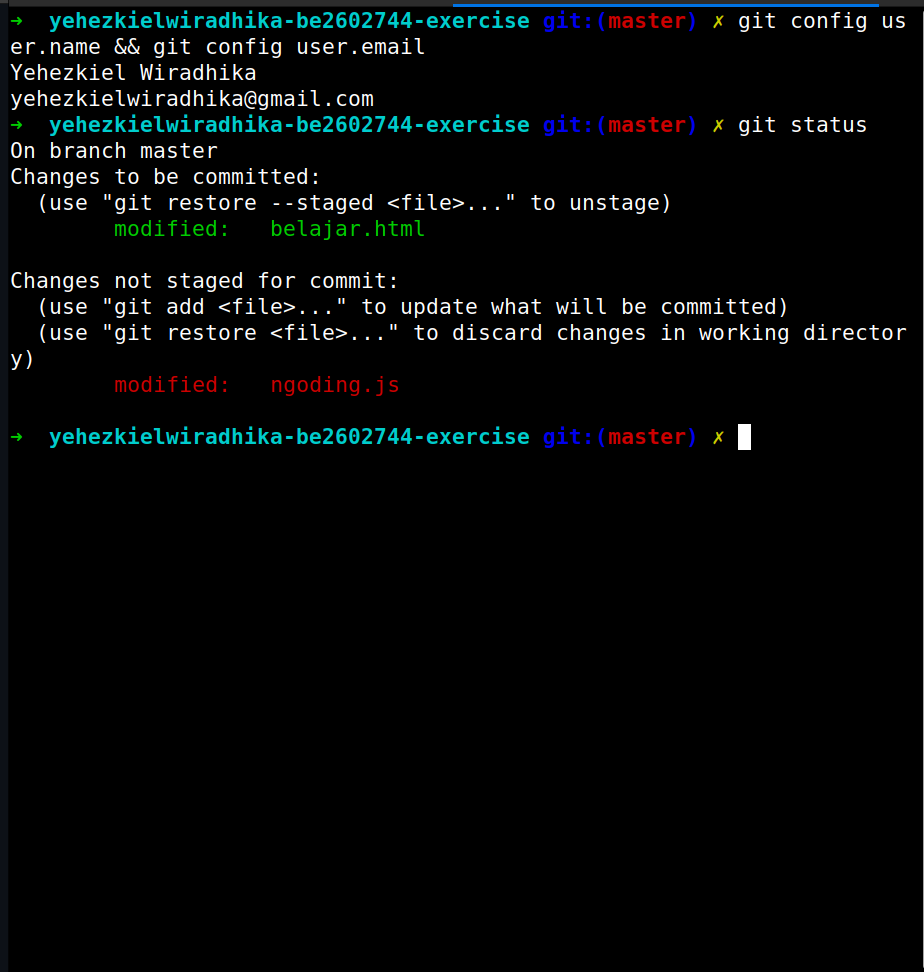 ➜  yehezkielwiradhika-be2602744-exercise git:(master) ✗ git config us
er.name && git config user.email
Yehezkiel Wiradhika
yehezkielwiradhika@gmail.com
➜  yehezkielwiradhika-be2602744-exercise git:(master) ✗ git status
On branch master
Changes to be committed:
  (use "git restore --staged <file>..." to unstage)
        modified:   belajar.html

Changes not staged for commit:
  (use "git add <file>..." to update what will be committed)
  (use "git restore <file>..." to discard changes in working director
y)
        modified:   ngoding.js

➜  yehezkielwiradhika-be2602744-exercise git:(master) ✗